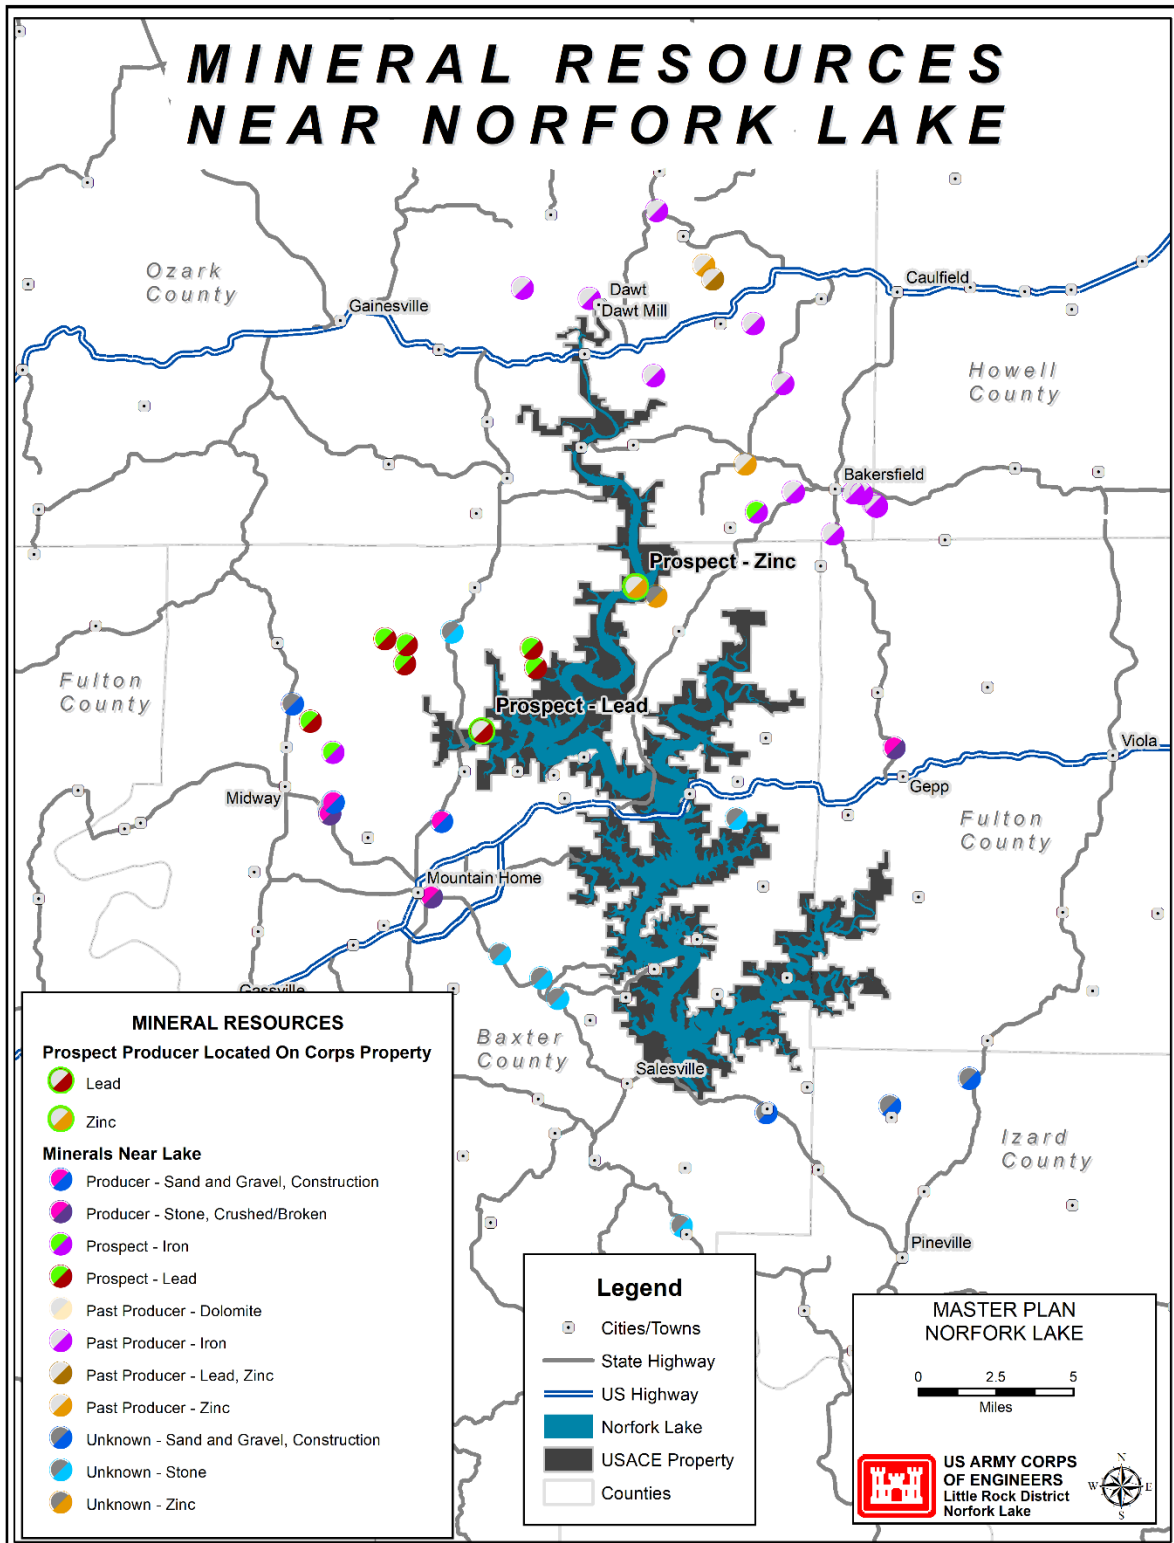 MINERAL RESOURCES
NEAR NORFORK LAKE
Ozark
County
Gainesville
Dawt
Dawt Mill
Caulfield
Howell
County
Bakersfield
Prospect - Zinc
Fulton
County
Prospect - Lead
Viola
Midway
Gepp
Fulton
County
Mountain Home
Gassville
Baxter
County
Salesville
Izard
County
Pineville
MINERAL RESOURCES
Prospect Producer Located On Corps Property
Lead
Zinc
Minerals Near Lake
Producer - Sand and Gravel, Construction
Producer - Stone, Crushed/Broken
Prospect - Iron
Prospect - Lead
Past Producer - Dolomite
Past Producer - Iron
Past Producer - Lead, Zinc
Past Producer - Zinc
Unknown - Sand and Gravel, Construction
Unknown - Stone
Unknown - Zinc
Legend
Cities/Towns
State Highway
US Highway
Norfork Lake
USACE Property
Counties
MASTER PLAN
NORFORK LAKE
0 2.5 5
Miles
US ARMY CORPS
OF ENGINEERS
Little Rock District
Norfork Lake
N
W E
S